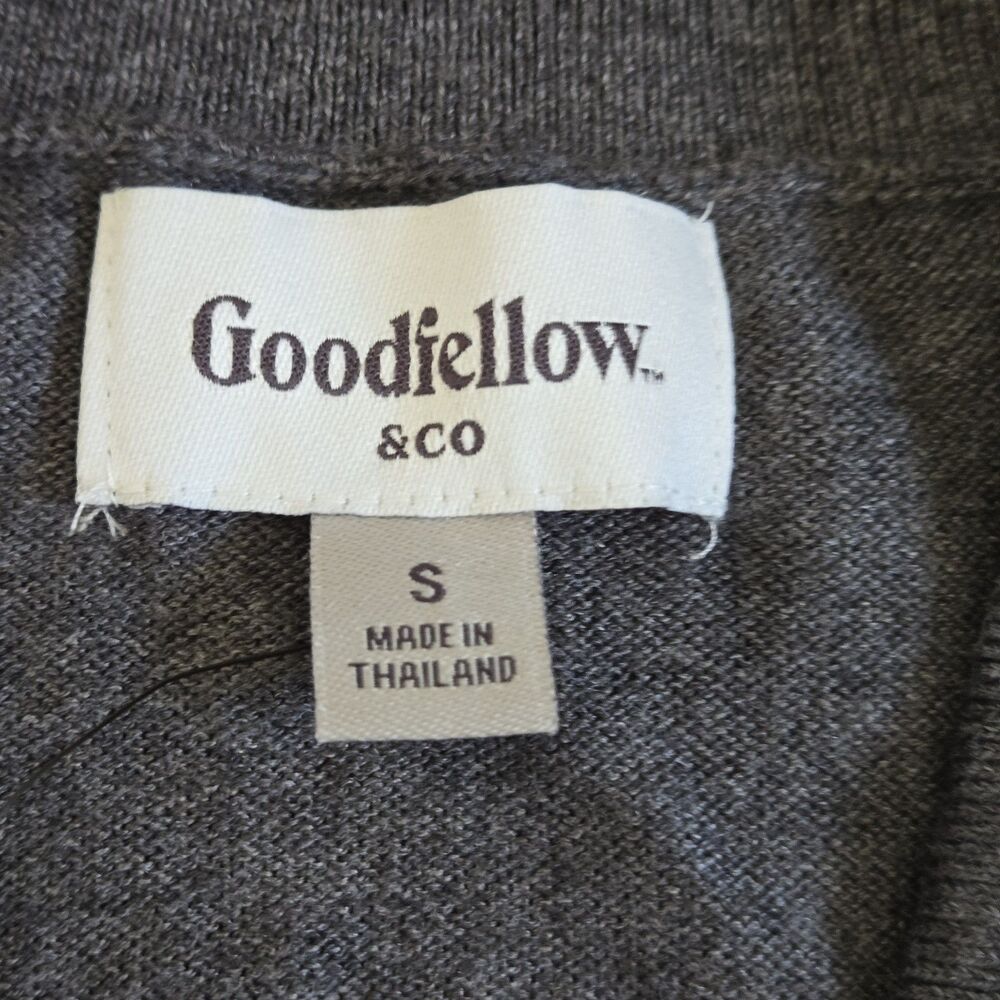 Goodfellow™
&CO
S
MADE IN
THAILAND